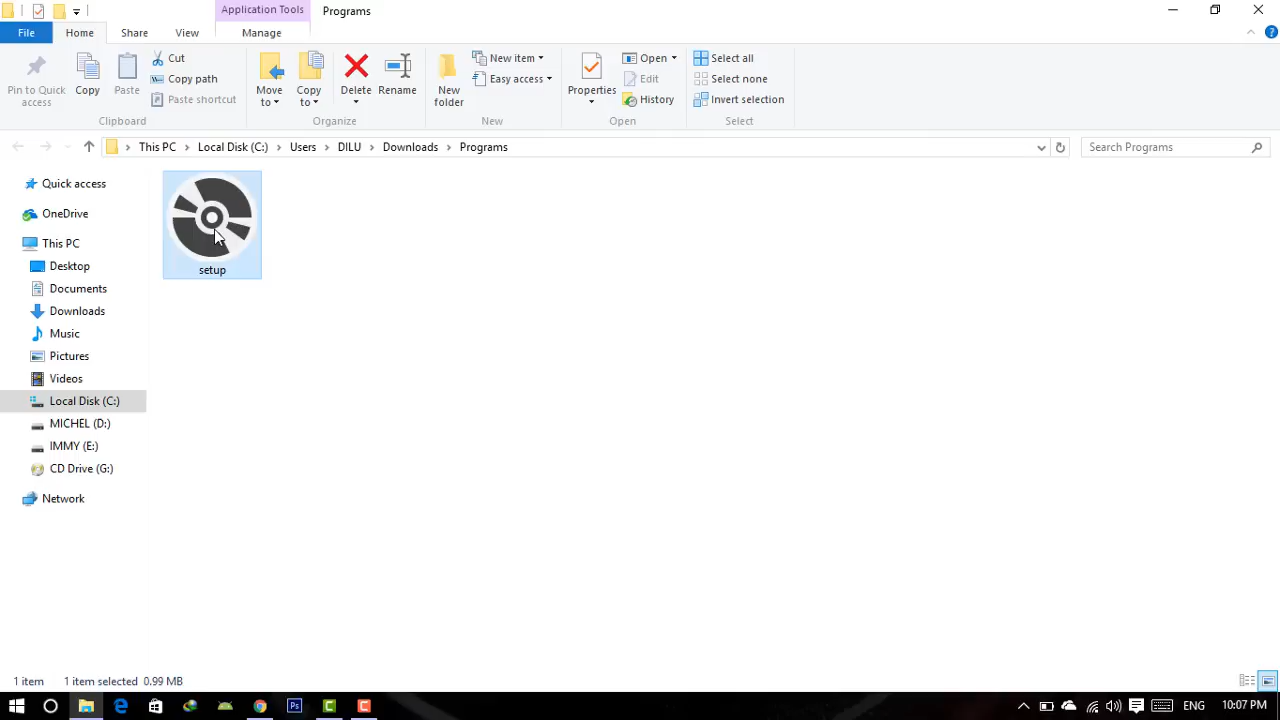 Application Tools
Programs
File
Home
Share
View
Manage
Pin to Quick access
Copy
Paste
Cut
Copy path
Paste shortcut
Clipboard
Move to
Copy to
Delete
Rename
Organize
New folder
New item
Easy access
New
Properties
Open
Edit
History
Open
Select all
Select none
Invert selection
Select
This PC
Local Disk (C:)
Users
DILU
Downloads
Programs
Search Programs
Quick access
OneDrive
This PC
Desktop
Documents
Downloads
Music
Pictures
Videos
Local Disk (C:)
MICHEL (D:)
IMMY (E:)
CD Drive (G:)
Network
setup
1 item
1 item selected 0.99 MB
ENG
10:07 PM